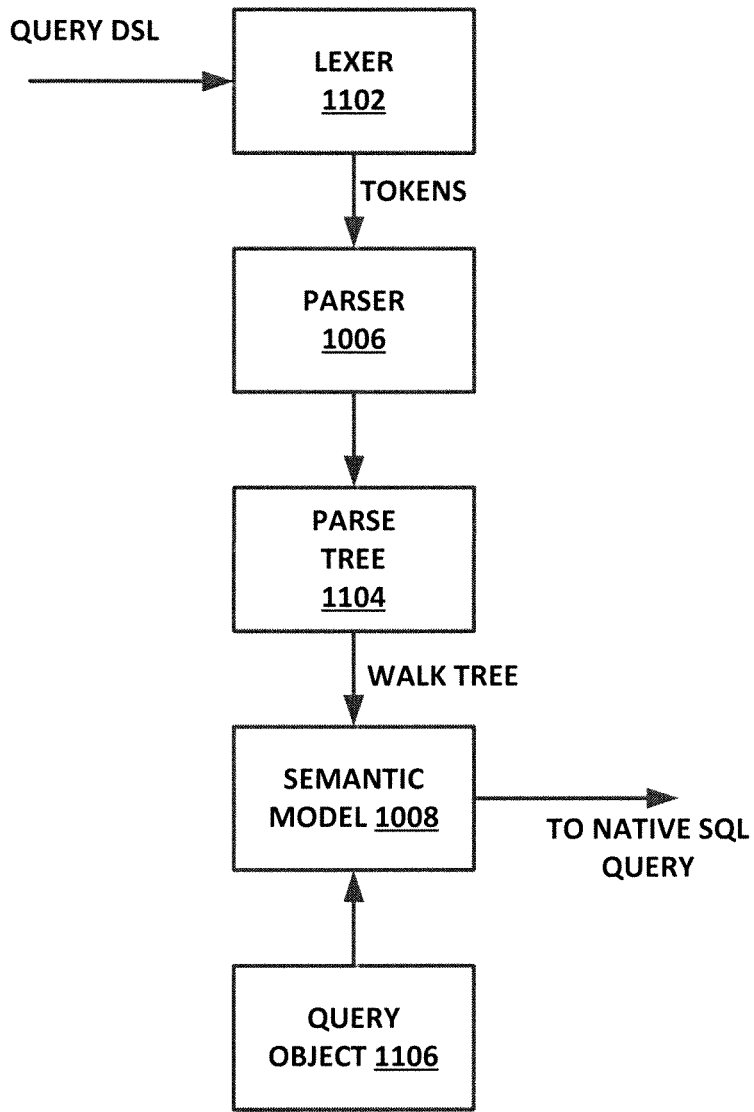 QUERY DSL
LEXER
1102
TOKENS
PARSER
1006
PARSE
TREE
1104
WALK TREE
SEMANTIC
MODEL 1008
TO NATIVE SQL
QUERY
QUERY
OBJECT 1106